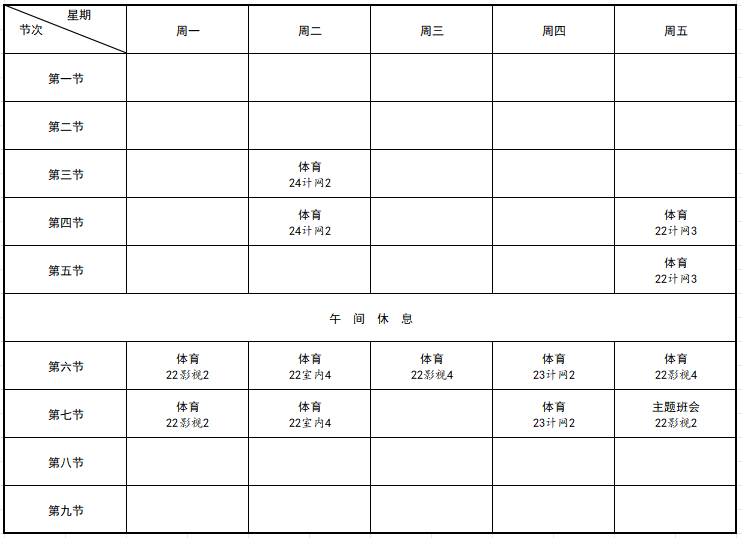 星期
节次
周一 周二 周三 周四 周五
第一节
第二节
第三节 体育
24计网2
第四节 体育 体育
24计网2 22计网3
第五节 体育
22计网3
午 间 休 息
第六节 体育 体育 体育 体育 体育
22影视2 22室内4 22影视4 23计网2 22影视4
第七节 体育 体育 体育 主题班会
22影视2 22室内4 23计网2 22影视2
第八节
第九节